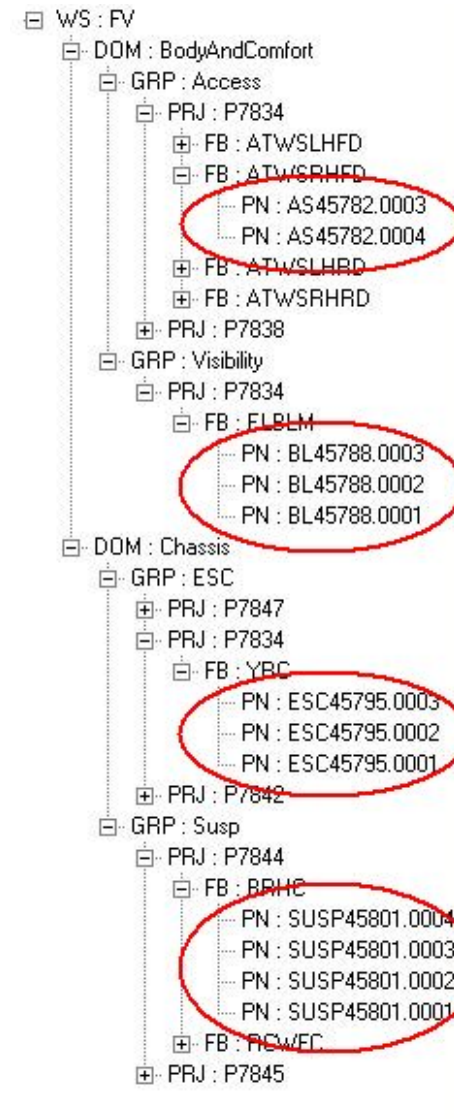 WS : FV
DOM : BodyAndComfort
GRP : Access
PRJ : P7834
FB : ATWSLHFD
FB : ATWSRHFD
PN : AS45782.0003
PN : AS45782.0004
FB : ATWSLHRD
FB : ATWSRHRD
PRJ : P7838
GRP : Visibility
PRJ : P7834
FB : ELBLM
PN : BL45788.0003
PN : BL45788.0002
PN : BL45788.0001
DOM : Chassis
GRP : ESC
PRJ : P7847
PRJ : P7834
FB : YRC
PN : ESC45795.0003
PN : ESC45795.0002
PN : ESC45795.0001
PRJ : P7842
GRP : Susp
PRJ : P7844
FB : BRHC
PN : SUSP45801.0004
PN : SUSP45801.0003
PN : SUSP45801.0002
PN : SUSP45801.0001
FB : RCWFC
PRJ : P7845